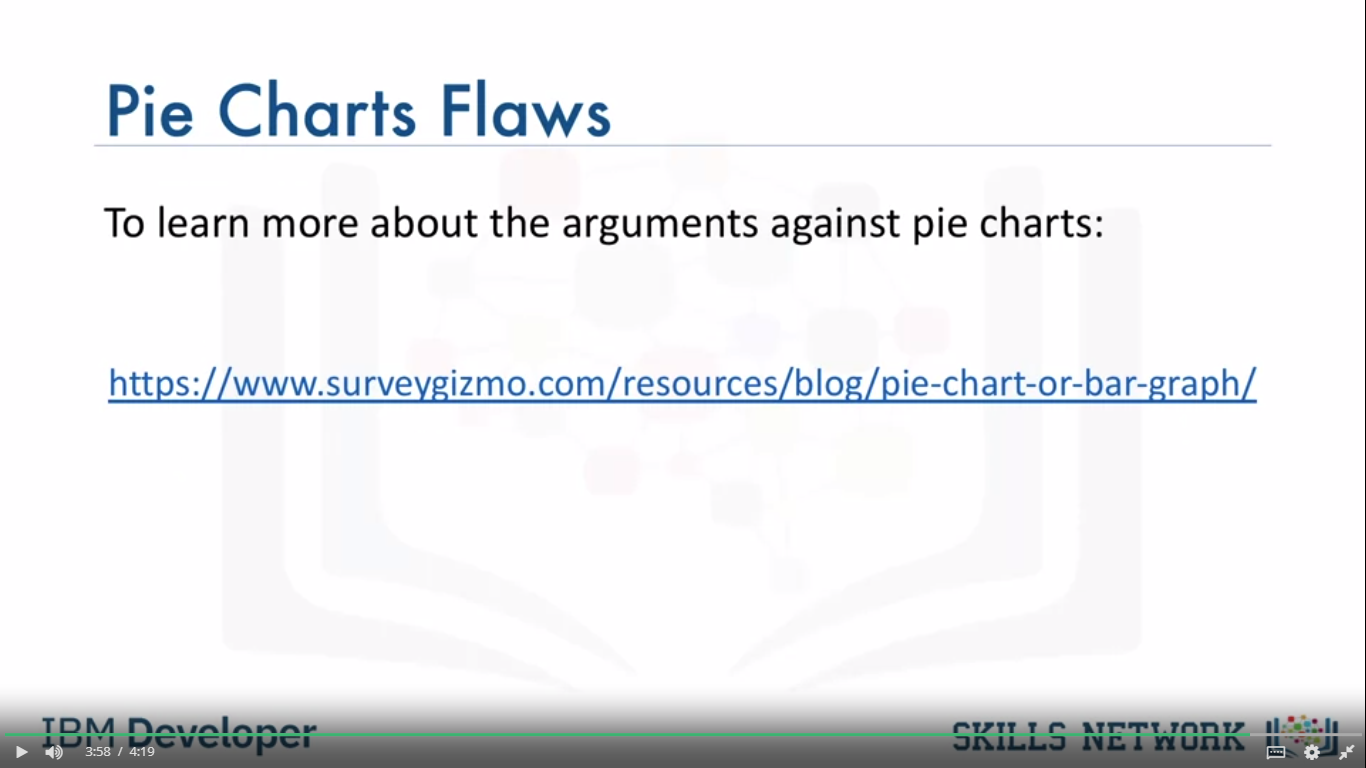 Pie Charts Flaws
To learn more about the arguments against pie charts:
https://www.surveygizmo.com/resources/blog/pie-chart-or-bar-graph/
IBM Developer
SKILLS NETWORK
3:58 / 4:19